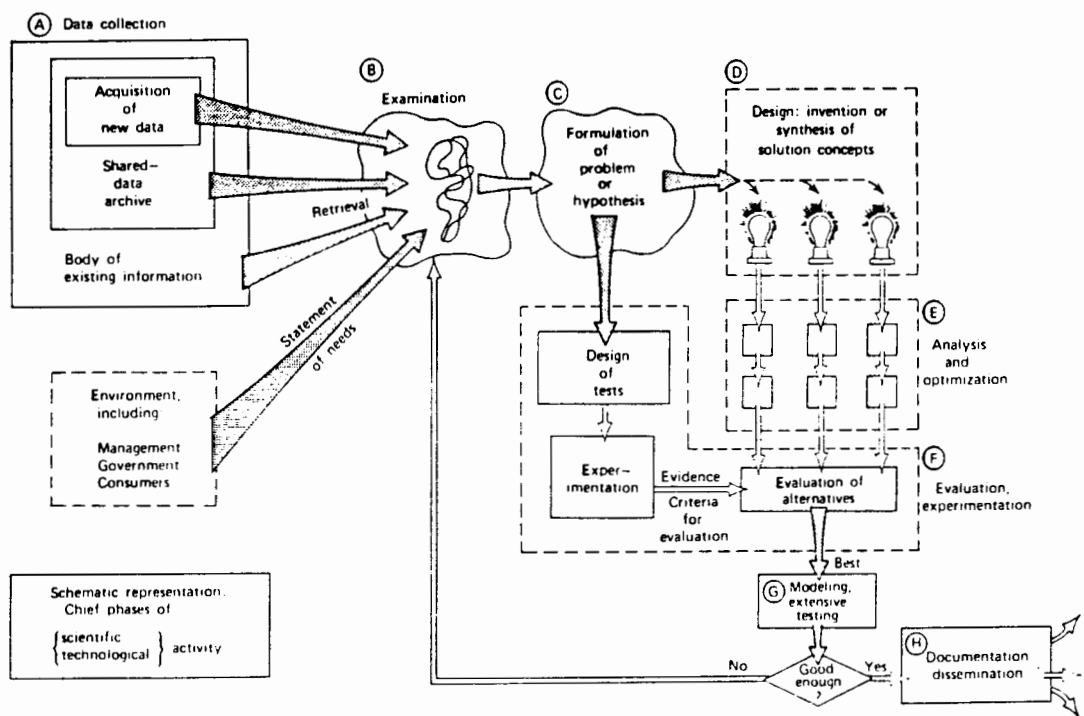 A Data collection
Acquisition
of
new data
Shared–
data
archive
Body of
existing information
Retrieval
Statement
of needs
Environment,
including:
Management
Government
Consumers
B
Examination
C
Formulation
of
problem
or
hypothesis
D
Design: invention or
synthesis of
solution concepts
E
Analysis
and
optimization
Design
of
tests
Exper–
imentation
Evidence
Criteria
for
evaluation
Evaluation of
alternatives
F
Evaluation,
experimentation
Best
G Modeling,
extensive
testing
Good
enough
?
No
Yes
H
Documentation
dissemination
Schematic representation.
Chief phases of
{scientific
technological} activity